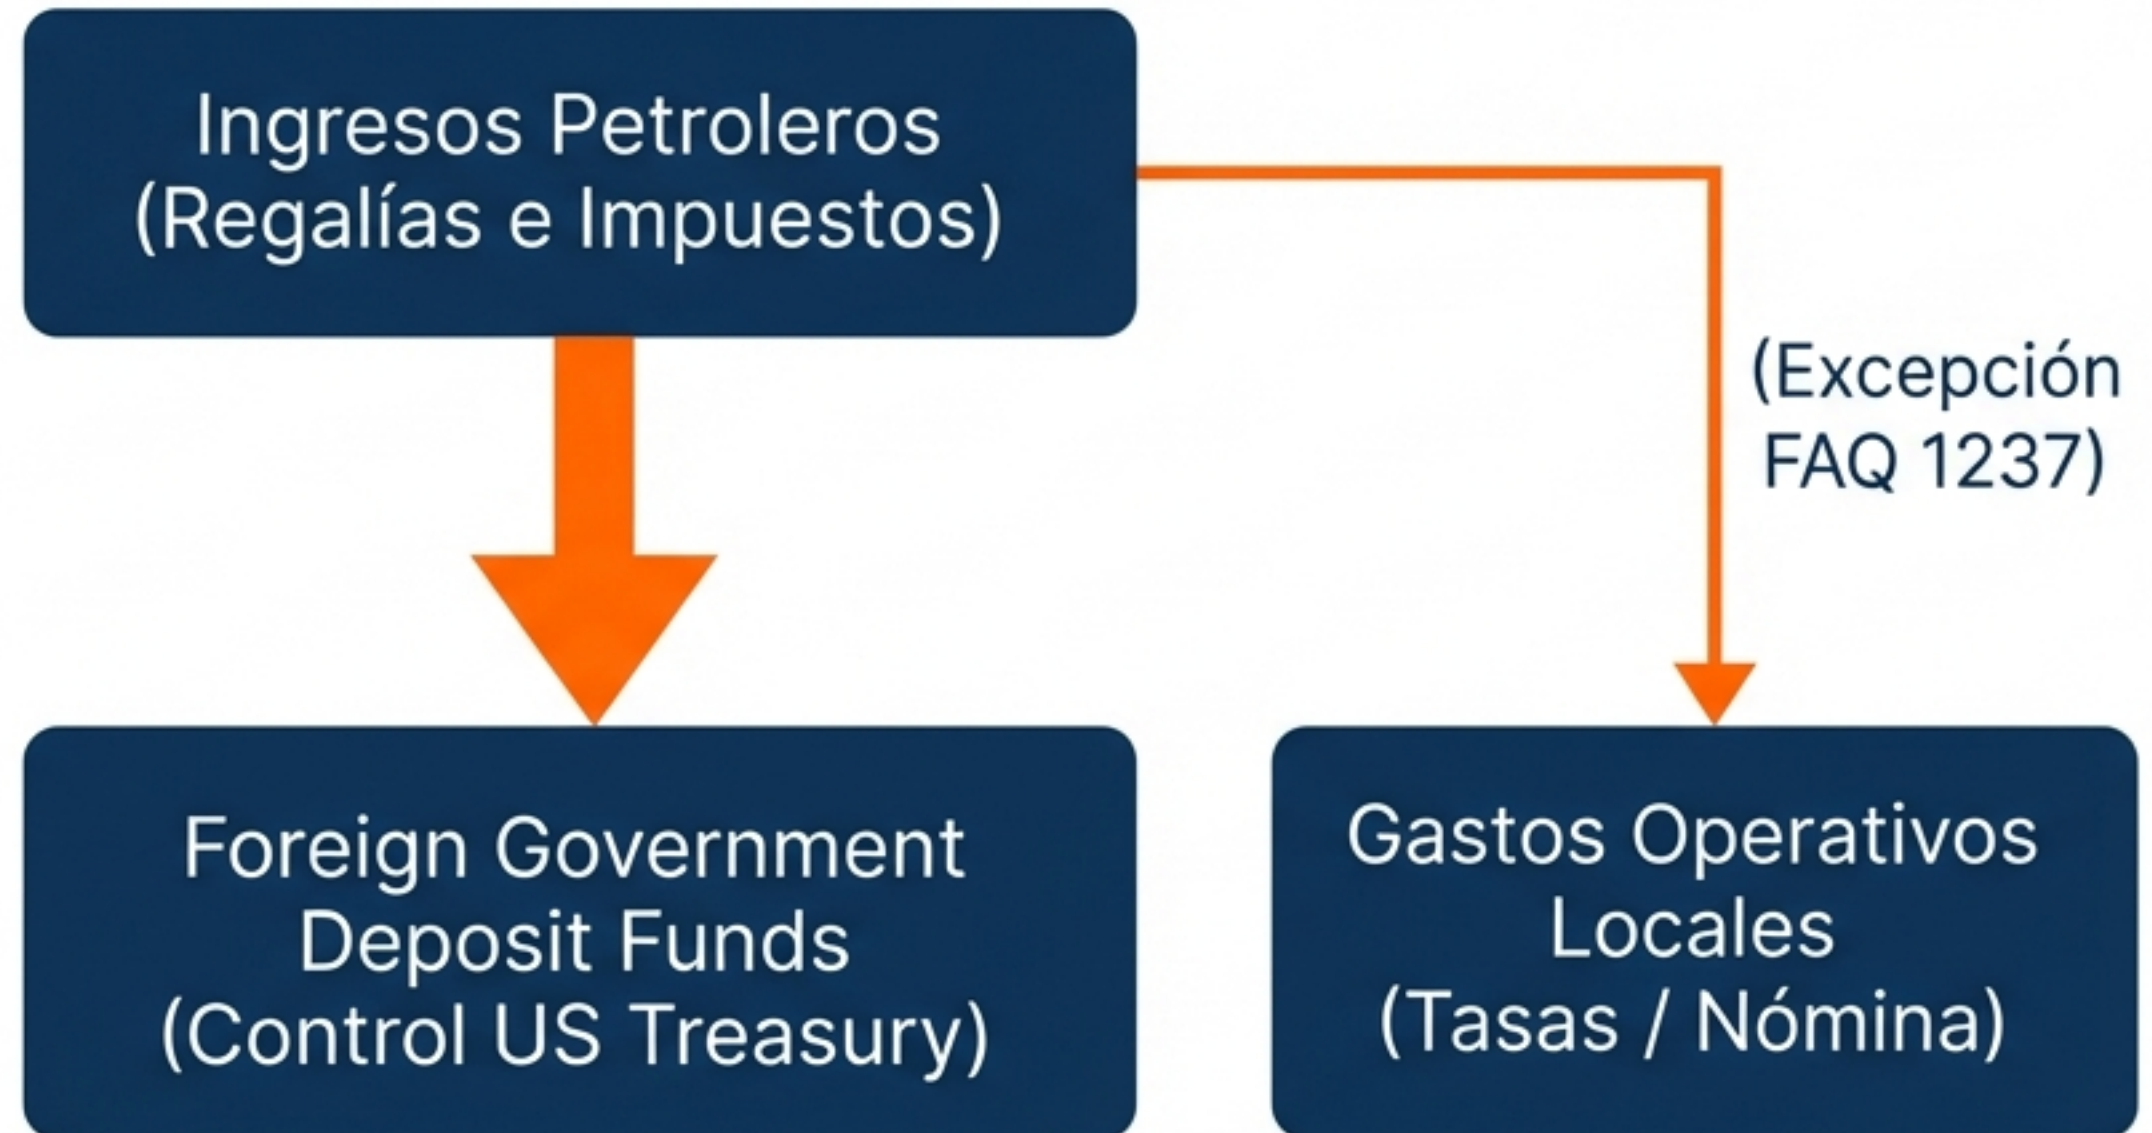 Ingresos Petroleros
(Regalías e Impuestos)
(Excepción
FAQ 1237)
Foreign Government
Deposit Funds
(Control US Treasury)
Gastos Operativos
Locales
(Tasas / Nómina)